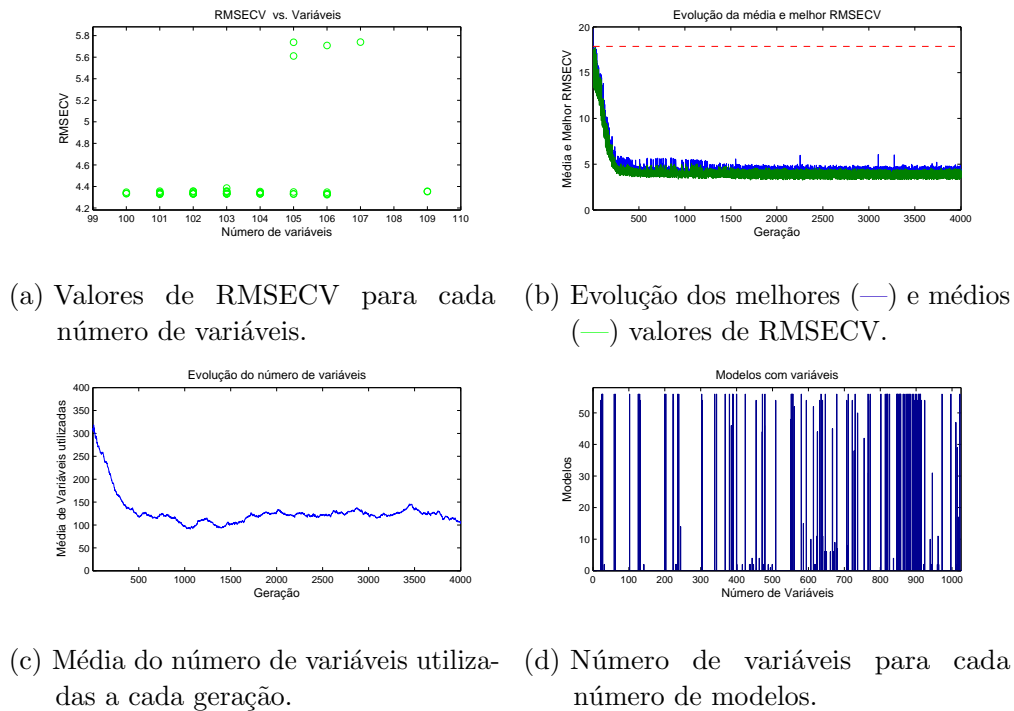 RMSECV vs. Variáveis
5.8
5.6
5.4
5.2
5
4.8
4.6
4.4
4.2
RMSECV
99 100 101 102 103 104 105 106 107 108 109 110
Número de variáveis
Evolução da média e melhor RMSECV
20
15
10
5
0
Média e Melhor RMSECV
500 1000 1500 2000 2500 3000 3500 4000
Geração
(a) Valores de RMSECV para cada
número de variáveis.
(b) Evolução dos melhores (—) e médios
(—) valores de RMSECV.
Evolução do número de variáveis
400
350
300
250
200
150
100
50
0
Média de Variáveis utilizadas
500 1000 1500 2000 2500 3000 3500 4000
Geração
Modelos com variáveis
50
40
30
20
10
0
Modelos
0 100 200 300 400 500 600 700 800 900 1000
Número de Variáveis
(c) Média do número de variáveis utiliza-
das a cada geração.
(d) Número de variáveis para cada
número de modelos.